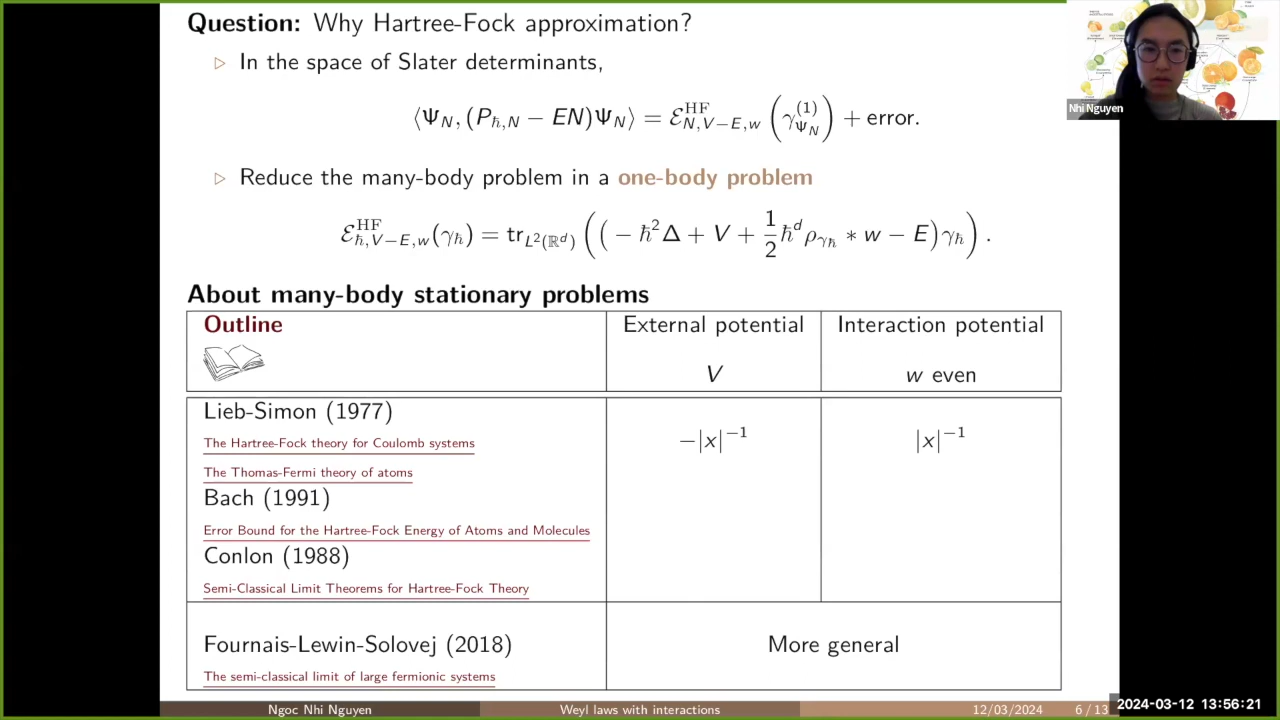 Question: Why Hartree-Fock approximation?
▷ In the space of Slater determinants,
⟨Ψ_N, (P_{ħ,N} − EN)Ψ_N⟩ = ℰ^{HF}_{N,V−E,w} (γ^{(1)}_{Ψ_N}) + error.
▷ Reduce the many-body problem in a one-body problem
ℰ^{HF}_{ħ,V−E,w}(γ_ħ) = tr_{L²(ℝ^d)} ((−ħ²Δ + V + 1/2 ħ^d ρ_{γ_ħ} ∗ w − E)γ_ħ).
About many-body stationary problems
Outline
External potential
V
Interaction potential
w even
Lieb-Simon (1977)
The Hartree-Fock theory for Coulomb systems
The Thomas-Fermi theory of atoms
−|x|^{−1}
|x|^{−1}
Bach (1991)
Error Bound for the Hartree-Fock Energy of Atoms and Molecules
Conlon (1988)
Semi-Classical Limit Theorems for Hartree-Fock Theory
Fournais-Lewin-Solovej (2018)
The semi-classical limit of large fermionic systems
More general
Ngoc Nhi Nguyen
Weyl laws with interactions
12/03/2024
6 / 13
Nhi Nguyen
2024-03-12 13:56:21